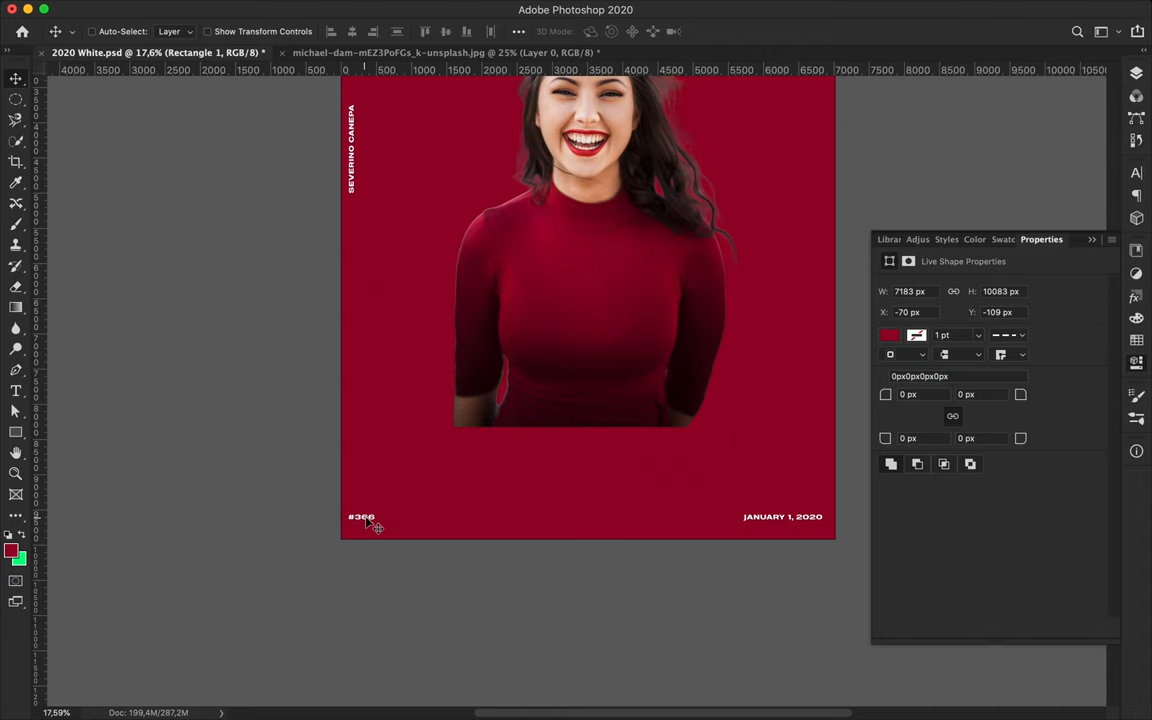 Adobe Photoshop 2020
Auto-Select: Layer Show Transform Controls 3D Mode:
2020 White.psd @ 17,6% (Rectangle 1, RGB/8) * michael-dam-mEZ3PoFGs_k-unsplash.jpg @ 25% (Layer 0, RGB/8) *
4000 3500 3000 2500 2000 1500 1000 500 0 500 1000 1500 2000 2500 3000 3500 4000 4500 5000 5500 6000 6500 7000 7500 8000 8500 9000 9500 10000 10500
SEVERINO CANEPA
Librar Adjus Styles Color Swatc Properties
Live Shape Properties
W: 7183 px H: 10083 px
X: -70 px Y: -109 px
1 pt
0px0px0px0px
0 px 0 px
0 px 0 px
#366 JANUARY 1, 2020
17,59% Doc: 199,4M/287,2M